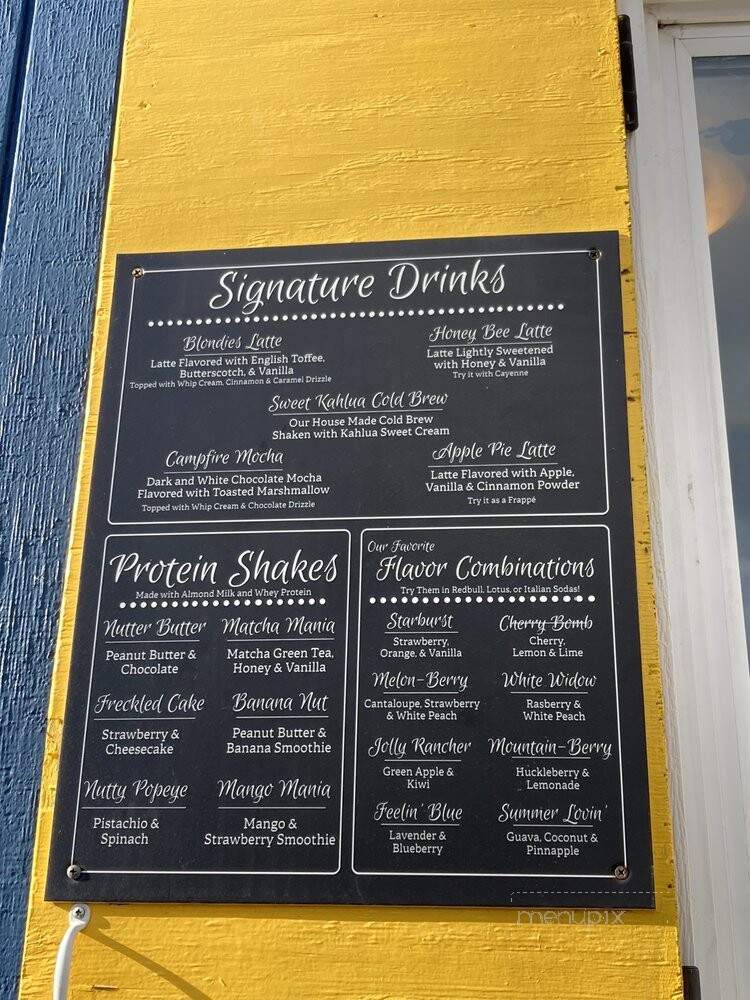 Signature Drinks
Blondies Latte
Latte Flavored with English Toffee,
Butterscotch, & Vanilla
Topped with Whip Cream, Cinnamon & Caramel Drizzle
Honey Bee Latte
Latte Lightly Sweetened
with Honey & Vanilla
Try it with Cayenne
Sweet Kahlua Cold Brew
Our House Made Cold Brew
Shaken with Kahlua Sweet Cream
Campfire Mocha
Dark and White Chocolate Mocha
Flavored with Toasted Marshmallow
Topped with Whip Cream & Chocolate Drizzle
Apple Pie Latte
Latte Flavored with Apple,
Vanilla & Cinnamon Powder
Try it as a Frappé
Protein Shakes
Made with Almond Milk and Whey Protein
Nutter Butter
Peanut Butter &
Chocolate
Matcha Mania
Matcha Green Tea,
Honey & Vanilla
Freckled Cake
Strawberry &
Cheesecake
Banana Nut
Peanut Butter &
Banana Smoothie
Nutty Popeye
Pistachio &
Spinach
Mango Mania
Mango &
Strawberry Smoothie
Our Favorite
Flavor Combinations
Try Them in Redbull, Lotus, or Italian Sodas!
Starburst
Strawberry,
Orange, & Vanilla
Cherry Bomb
Cherry,
Lemon & Lime
Melon-Berry
Cantaloupe, Strawberry
& White Peach
White Widow
Rasberry &
White Peach
Jolly Rancher
Green Apple &
Kiwi
Mountain-Berry
Huckleberry &
Lemonade
Feelin' Blue
Lavender &
Blueberry
Summer Lovin'
Guava, Coconut &
Pinnapple
menupix